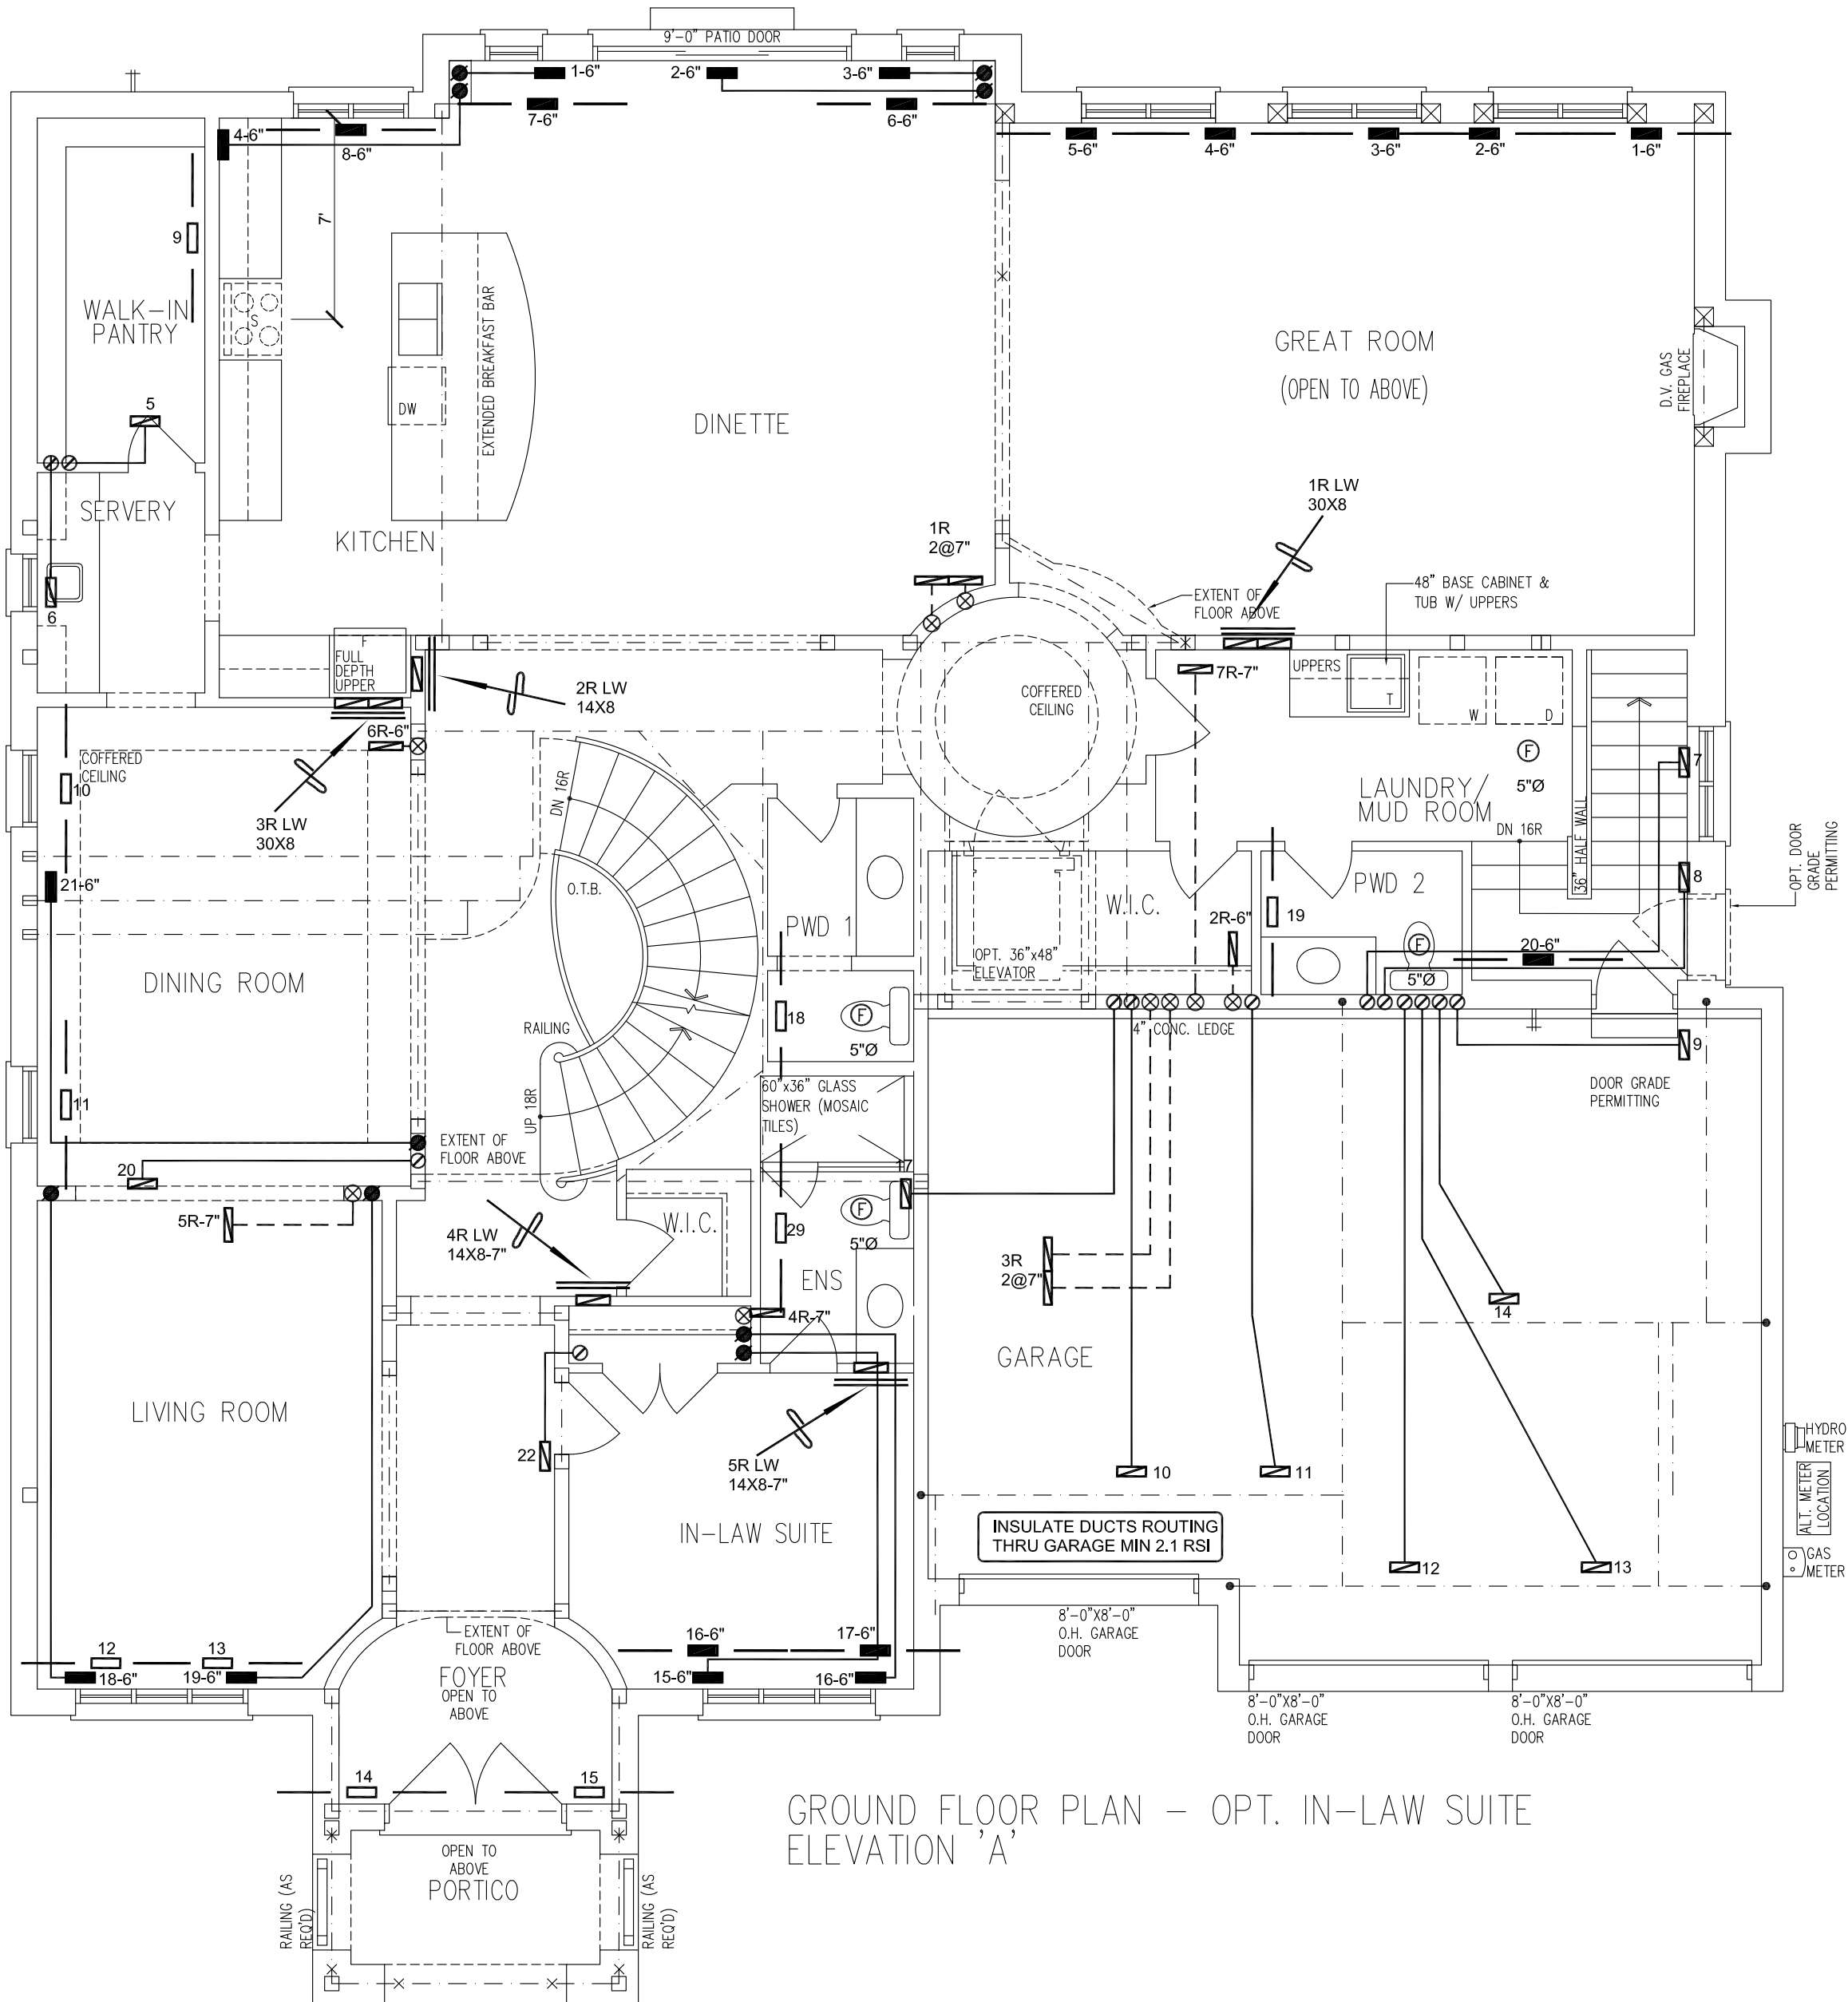 9'-0" PATIO DOOR
1-6"
2-6"
3-6"
7-6"
6-6"
4-6"
8-6"
5-6"
4-6"
3-6"
2-6"
1-6"
7'
9
WALK-IN
PANTRY
S
EXTENDED BREAKFAST BAR
DW
DINETTE
GREAT ROOM
(OPEN TO ABOVE)
D.V. GAS
FIREPLACE
5
SERVERY
KITCHEN
6
1R
2@7"
1R LW
30X8
EXTENT OF
FLOOR ABOVE
48" BASE CABINET &
TUB W/ UPPERS
F
FULL
DEPTH
UPPER
2R LW
14X8
7R-7"
UPPERS
T
W
D
COFFERED
CEILING
6R-6"
COFFERED
CEILING
10
3R LW
30X8
DN 16R
F
5"Ø
7
LAUNDRY/
MUD ROOM
DN 16R
36" HALF WALL
OPT. DOOR
GRADE
PERMITTING
21-6"
O.T.B.
PWD 1
W.I.C.
PWD 2
8
19
2R-6"
OPT. 36"x48"
ELEVATOR
F
5"Ø
20-6"
DINING ROOM
RAILING
18
F
5"Ø
4" CONC. LEDGE
9
11
UP 18R
60"x36" GLASS
SHOWER (MOSAIC
TILES)
DOOR GRADE
PERMITTING
EXTENT OF
FLOOR ABOVE
20
17
5R-7"
4R LW
14X8-7"
W.I.C.
29
F
5"Ø
ENS
3R
2@7"
14
4R-7"
GARAGE
LIVING ROOM
22
5R LW
14X8-7"
10
11
HYDRO
METER
ALT. METER
LOCATION
GAS
METER
IN-LAW SUITE
INSULATE DUCTS ROUTING
THRU GARAGE MIN 2.1 RSI
12
13
EXTENT OF
FLOOR ABOVE
16-6"
17-6"
8'-0"X8'-0"
O.H. GARAGE
DOOR
12
13
18-6"
19-6"
15-6"
16-6"
FOYER
OPEN TO
ABOVE
8'-0"X8'-0"
O.H. GARAGE
DOOR
8'-0"X8'-0"
O.H. GARAGE
DOOR
14
15
GROUND FLOOR PLAN - OPT. IN-LAW SUITE
ELEVATION 'A'
OPEN TO
ABOVE
PORTICO
RAILING (AS
REQ'D)
RAILING (AS
REQ'D)